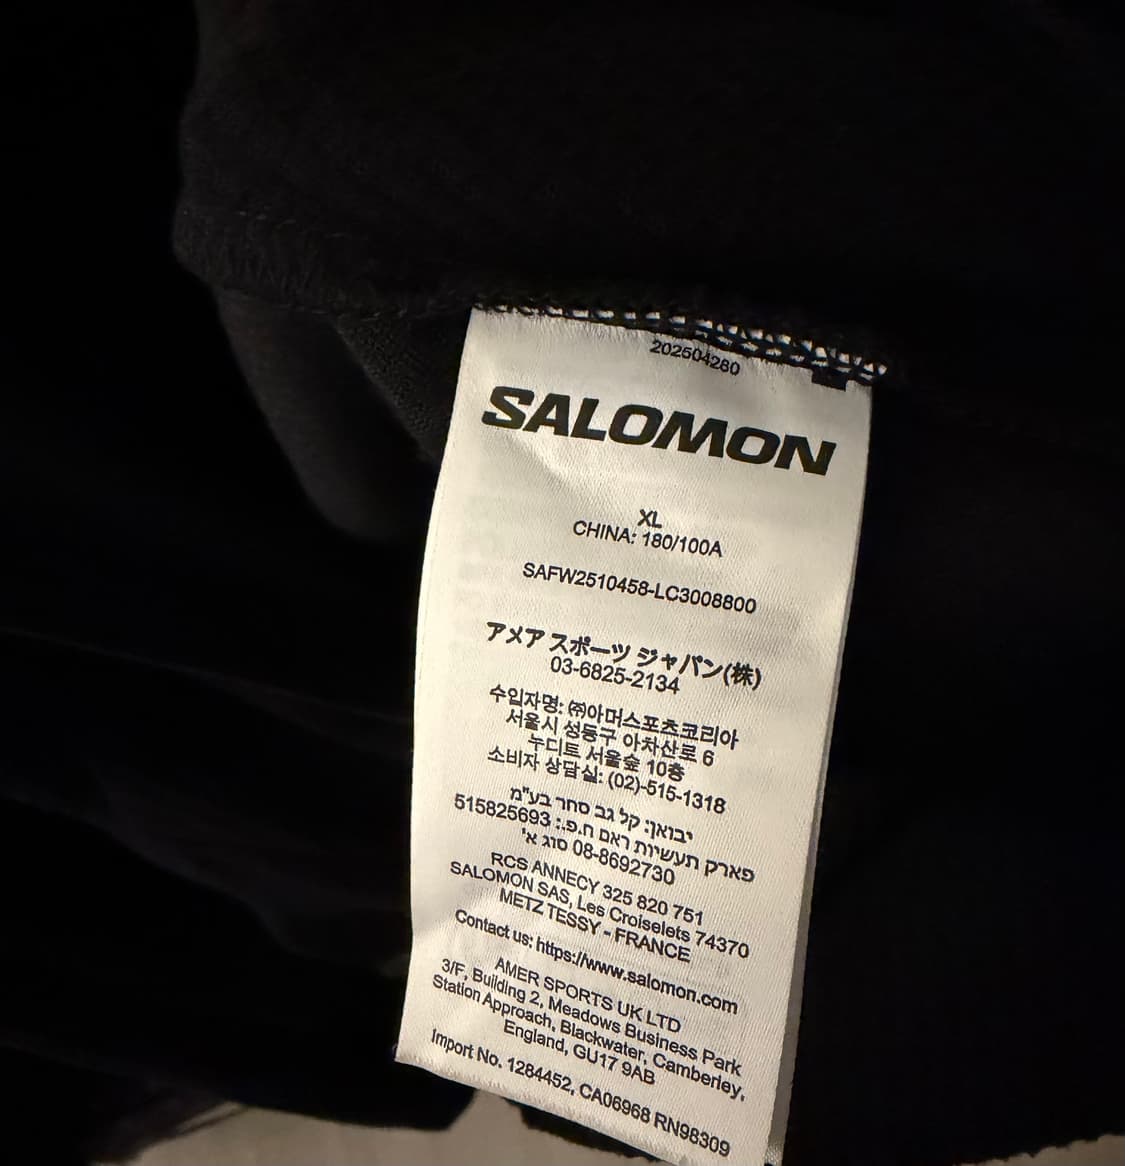 202504280
SALOMON
XL
CHINA: 180/100A
SAFW2510458-LC3008800
アメア スポーツ ジャパン(株)
03-6825-2134
수입자명: ㈜아머스포츠코리아
서울시 성동구 아차산로 6
누디트 서울숲 10층
소비자 상담실: (02)-515-1318
יבואן: קל גב סחר בע"מ
515825693 :.ח.פ פארק תעשיות ראם
08-8692730 סוג א'
RCS ANNECY 325 820 751
SALOMON SAS, Les Croiselets 74370
METZ TESSY - FRANCE
Contact us: https://www.salomon.com
AMER SPORTS UK LTD
3/F, Building 2, Meadows Business Park
Station Approach, Blackwater, Camberley,
England, GU17 9AB
Import No. 1284452, CA06968 RN98309